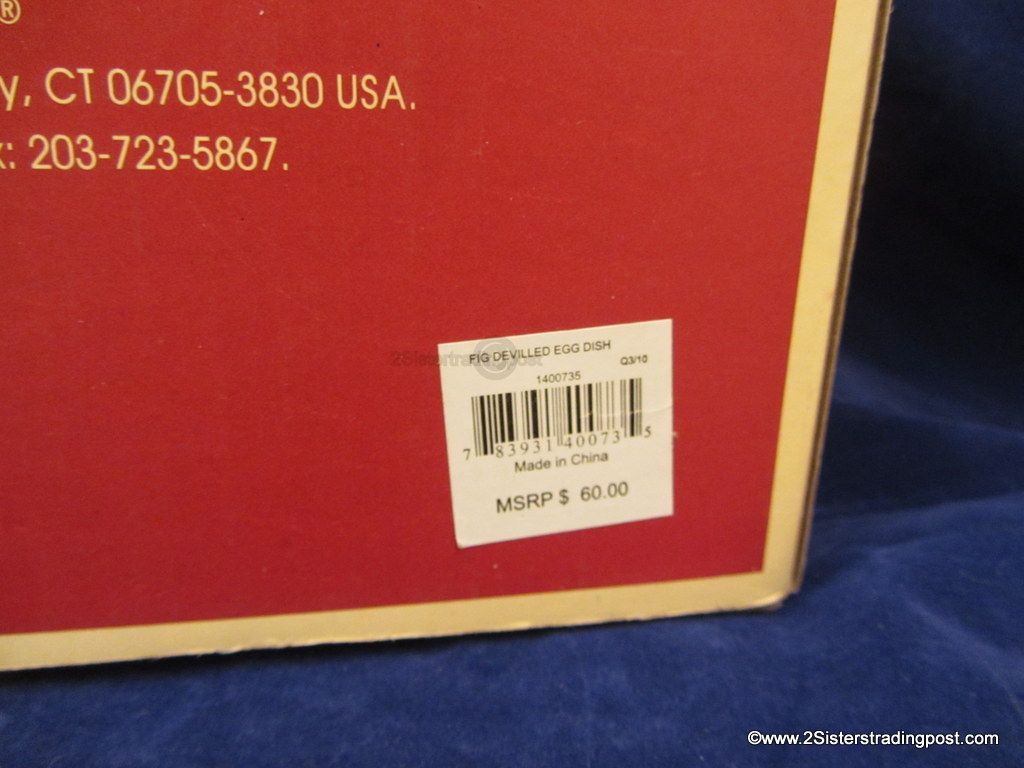 ®
y, CT 06705-3830 USA.
: 203-723-5867.
2Sisterstradingpost
FIG DEVILLED EGG DISH
Q3/10
1400735
7 83931 40073 5
Made in China
MSRP $ 60.00
©www.2Sisterstradingpost.com